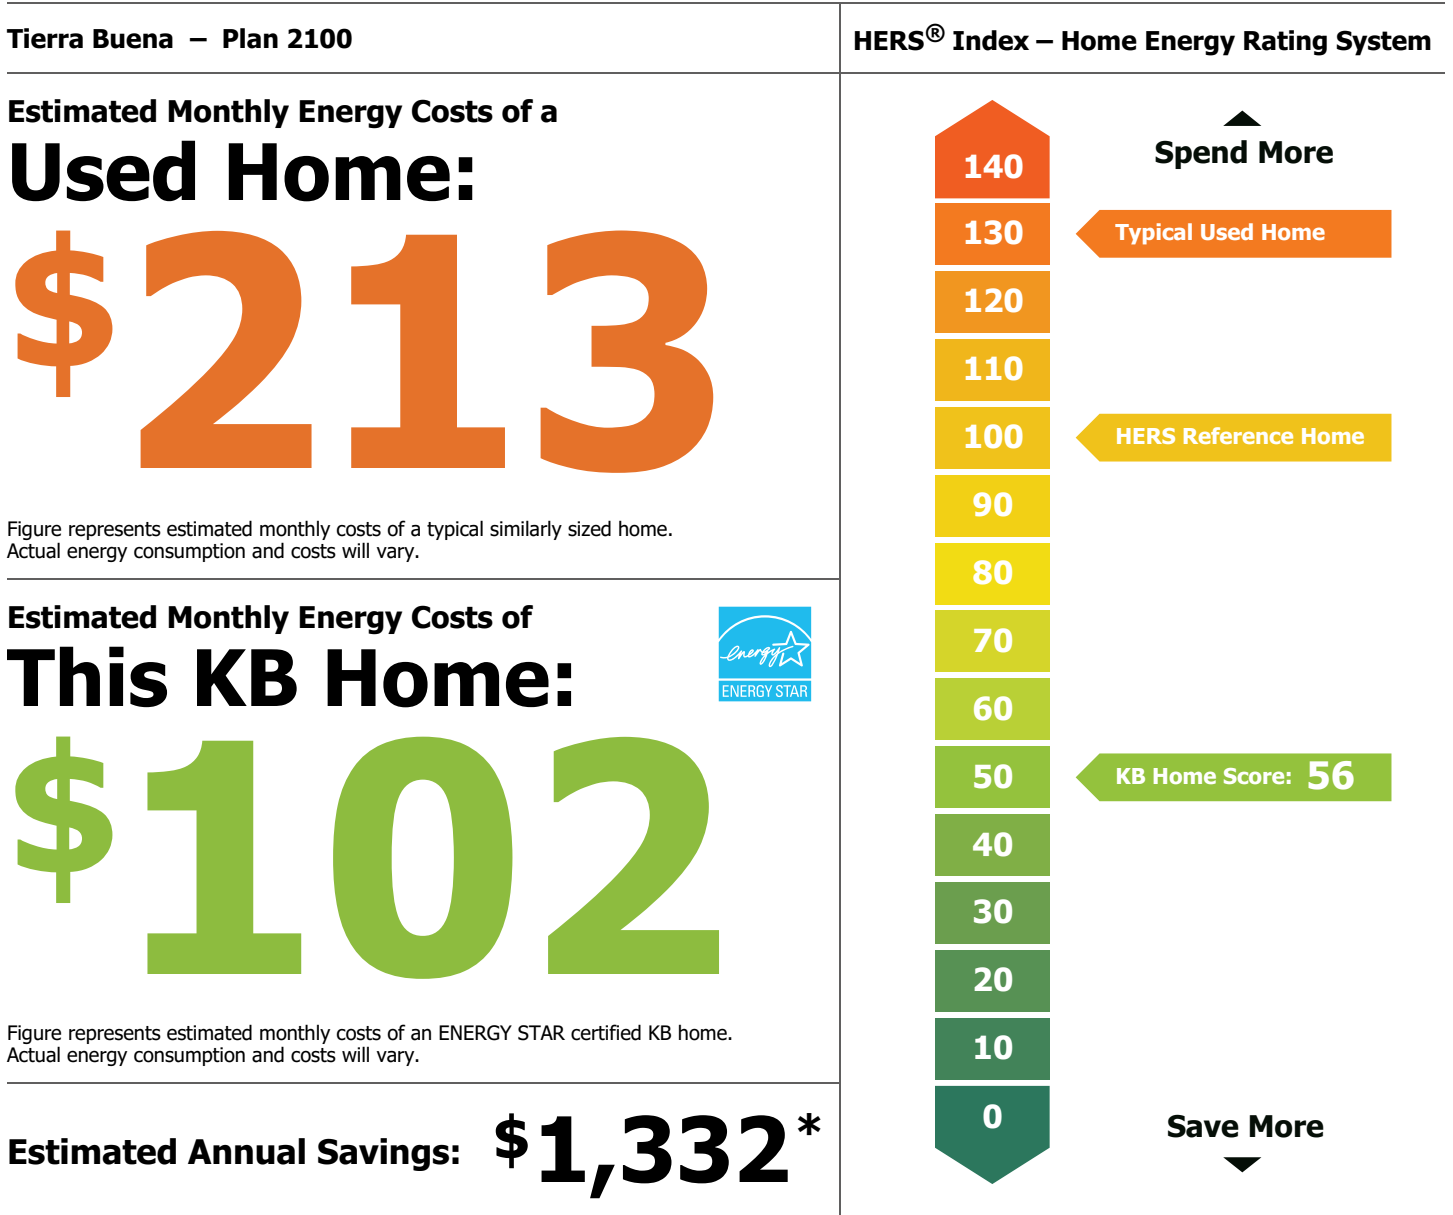 Tierra Buena – Plan 2100
Estimated Monthly Energy Costs of a
Used Home:
$213
Figure represents estimated monthly costs of a typical similarly sized home.
Actual energy consumption and costs will vary.
Estimated Monthly Energy Costs of
This KB Home:
energy
ENERGY STAR
$102
Figure represents estimated monthly costs of an ENERGY STAR certified KB home.
Actual energy consumption and costs will vary.
Estimated Annual Savings: $1,332*
HERS® Index – Home Energy Rating System
Spend More
140
130 Typical Used Home
120
110
100 HERS Reference Home
90
80
70
60
50 KB Home Score: 56
40
30
20
10
0
Save More